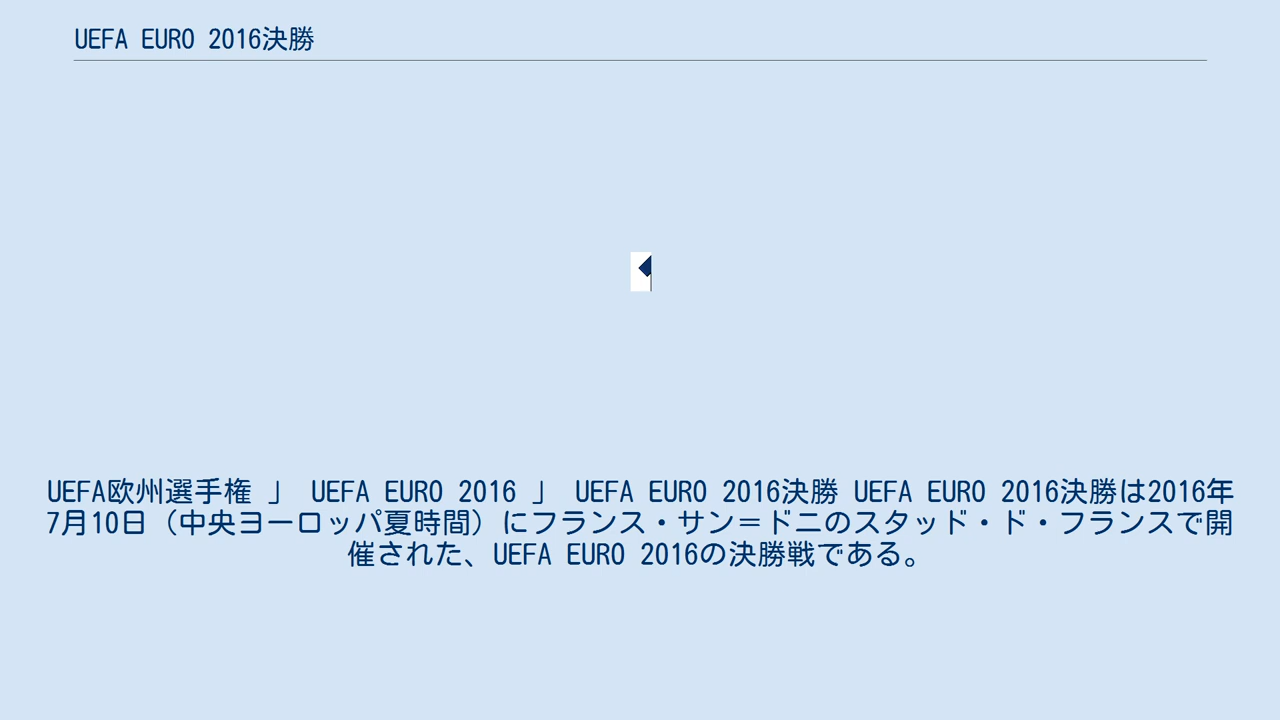 UEFA EURO 2016決勝
UEFA欧州選手権 」 UEFA EURO 2016 」 UEFA EURO 2016決勝 UEFA EURO 2016決勝は2016年
7月10日（中央ヨーロッパ夏時間）にフランス・サン＝ドニのスタッド・ド・フランスで開
催された、UEFA EURO 2016の決勝戦である。